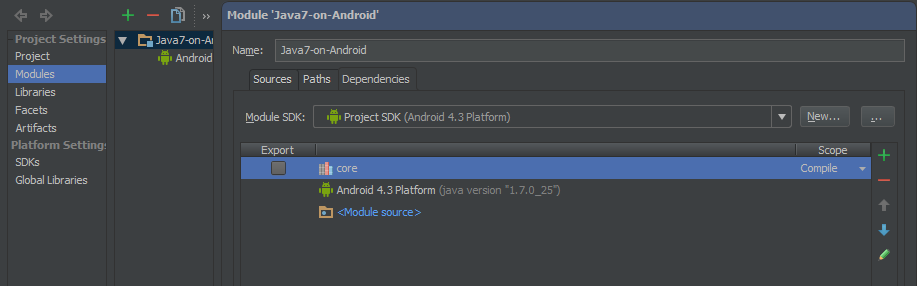 Project Settings
Project
Modules
Libraries
Facets
Artifacts
Platform Settings
SDKs
Global Libraries
Java7-on-An
Android
Module 'Java7-on-Android'
Name: Java7-on-Android
Sources Paths Dependencies
Module SDK: Project SDK (Android 4.3 Platform) New... ...
Export Scope
core Compile
Android 4.3 Platform (java version "1.7.0_25")
<Module source>